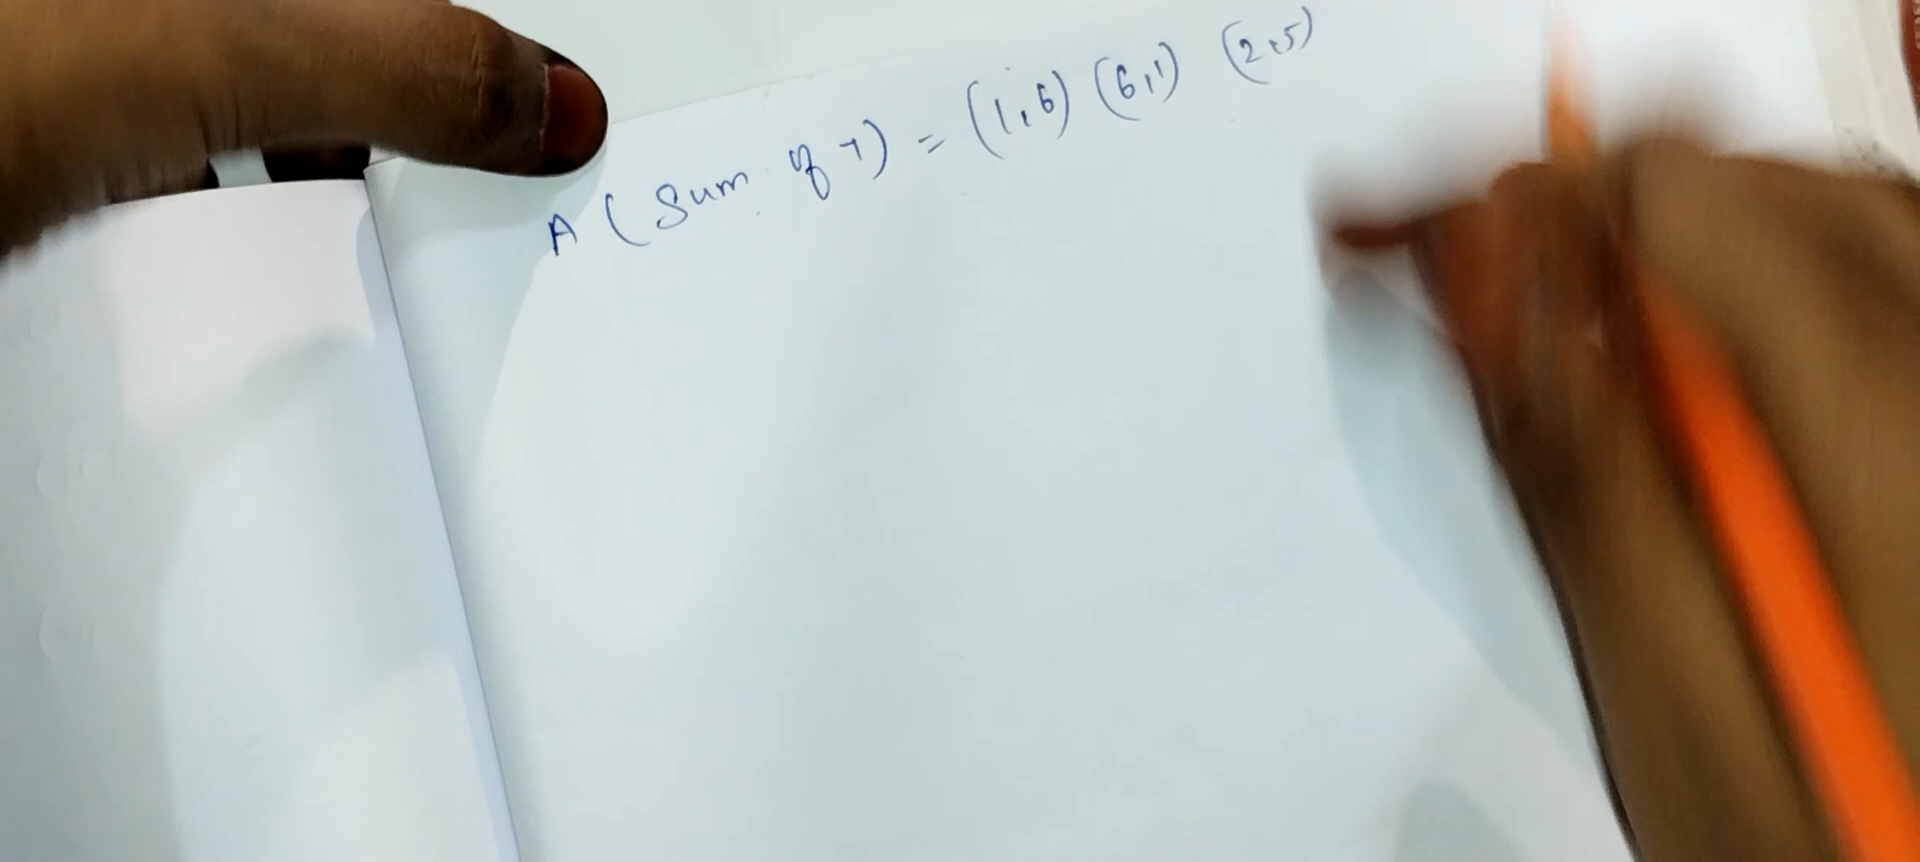 A (Sum of 7) = (1,6) (6,1) (2,5)